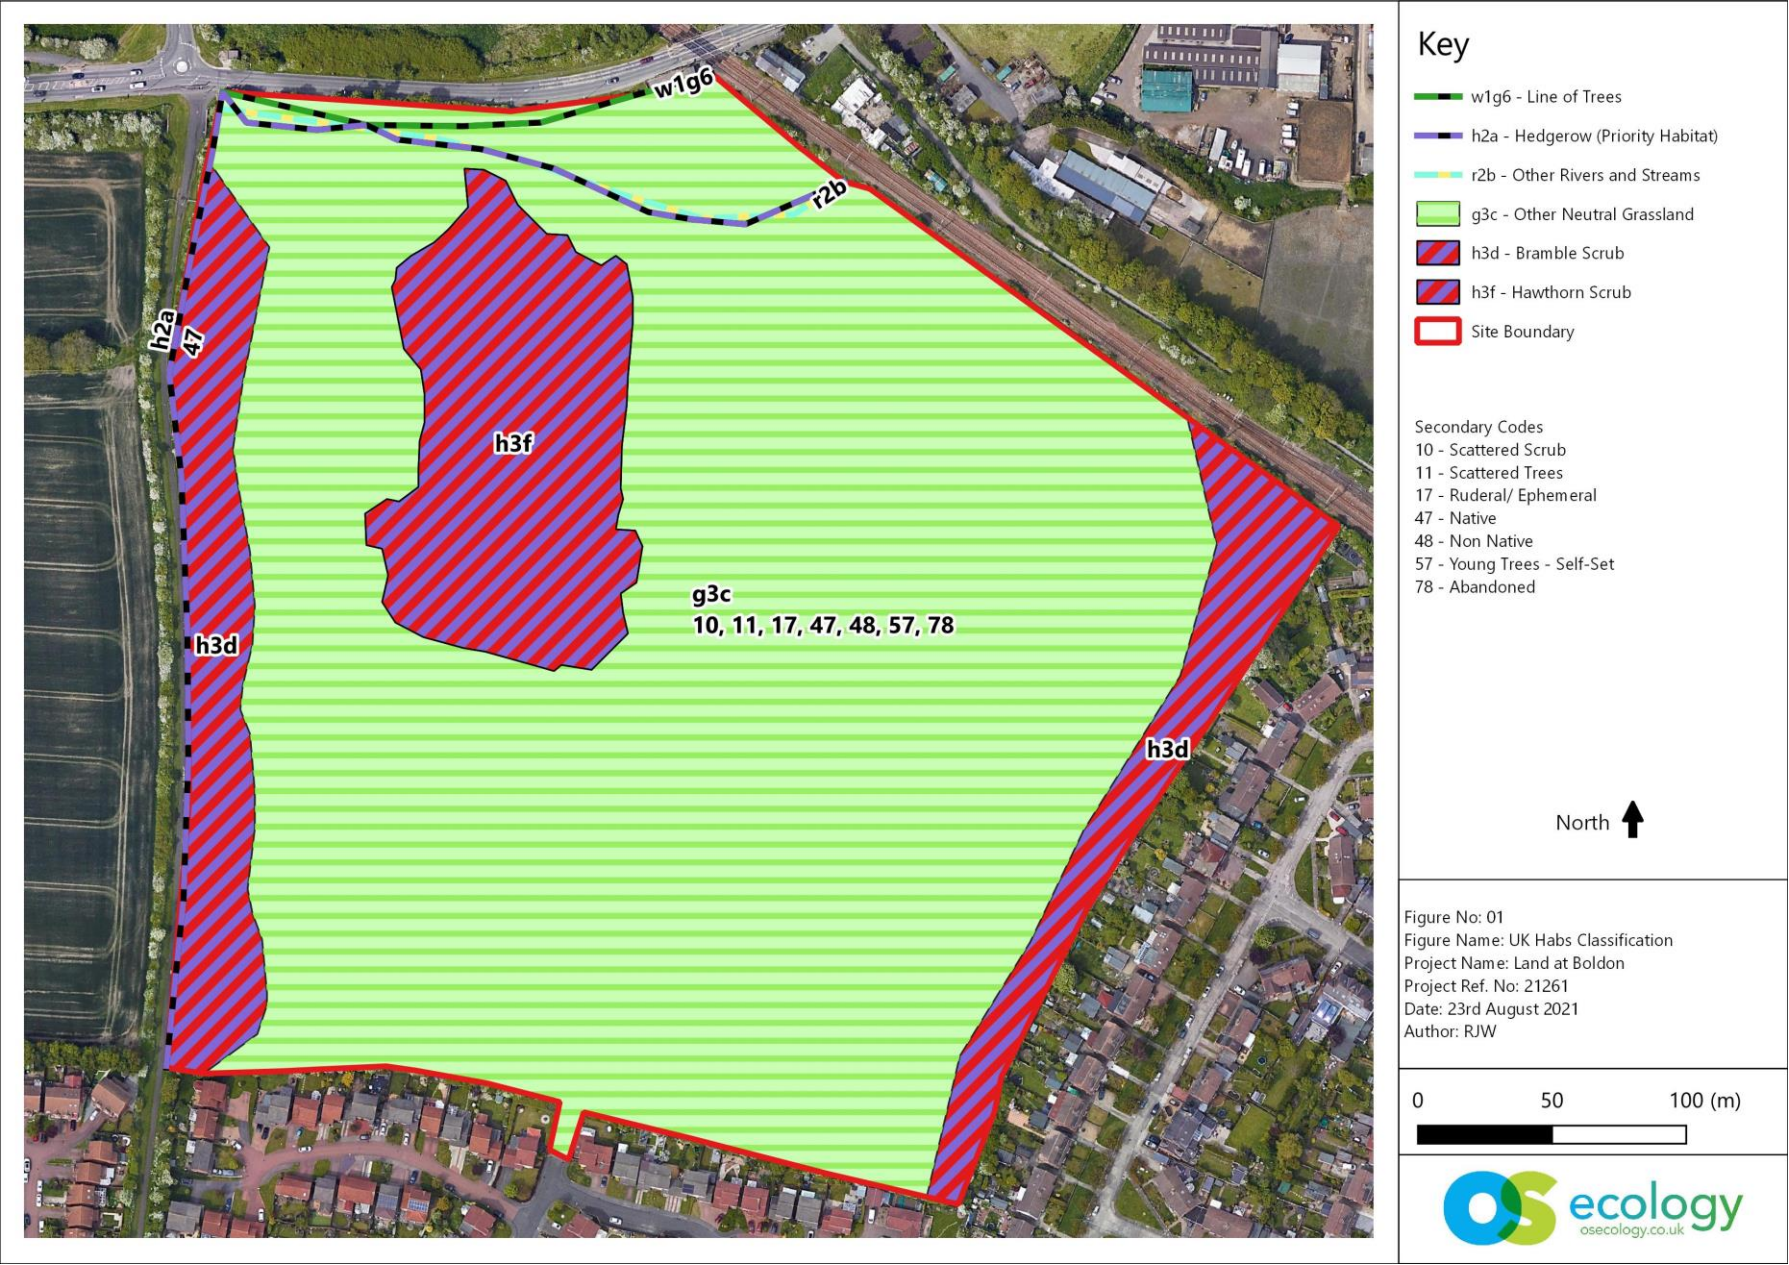 w1g6
r2b
h2a
47
h3f
g3c
10, 11, 17, 47, 48, 57, 78
h3d
h3d
Key
w1g6 - Line of Trees
h2a - Hedgerow (Priority Habitat)
r2b - Other Rivers and Streams
g3c - Other Neutral Grassland
h3d - Bramble Scrub
h3f - Hawthorn Scrub
Site Boundary
Secondary Codes
10 - Scattered Scrub
11 - Scattered Trees
17 - Ruderal/ Ephemeral
47 - Native
48 - Non Native
57 - Young Trees - Self-Set
78 - Abandoned
North
Figure No: 01
Figure Name: UK Habs Classification
Project Name: Land at Boldon
Project Ref. No: 21261
Date: 23rd August 2021
Author: RJW
0 50 100 (m)
OS ecology
osecology.co.uk